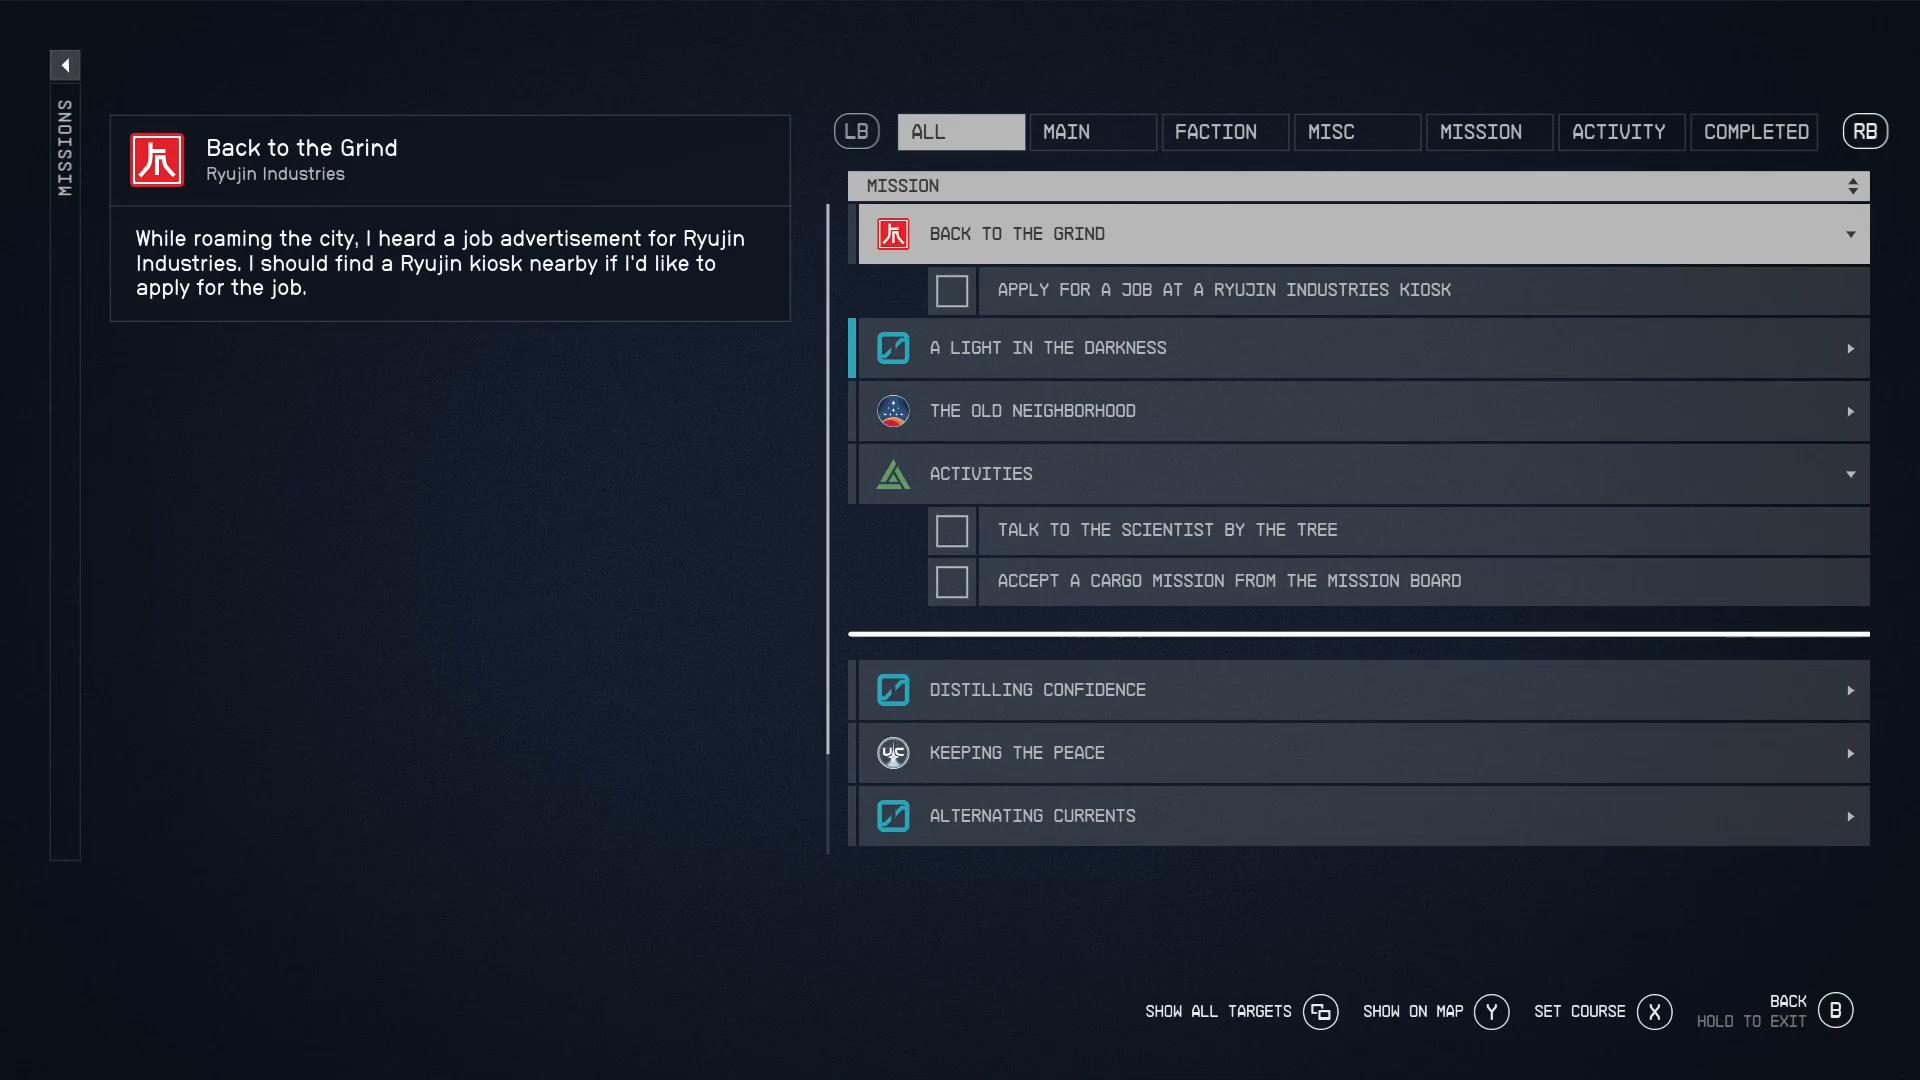 MISSIONS
Back to the Grind
Ryujin Industries
While roaming the city, I heard a job advertisement for Ryujin
Industries. I should find a Ryujin kiosk nearby if I'd like to
apply for the job.
LB ALL MAIN FACTION MISC MISSION ACTIVITY COMPLETED RB
MISSION
BACK TO THE GRIND
APPLY FOR A JOB AT A RYUJIN INDUSTRIES KIOSK
A LIGHT IN THE DARKNESS
THE OLD NEIGHBORHOOD
ACTIVITIES
TALK TO THE SCIENTIST BY THE TREE
ACCEPT A CARGO MISSION FROM THE MISSION BOARD
DISTILLING CONFIDENCE
UC
KEEPING THE PEACE
ALTERNATING CURRENTS
SHOW ALL TARGETS SHOW ON MAP Y SET COURSE X BACK B
HOLD TO EXIT